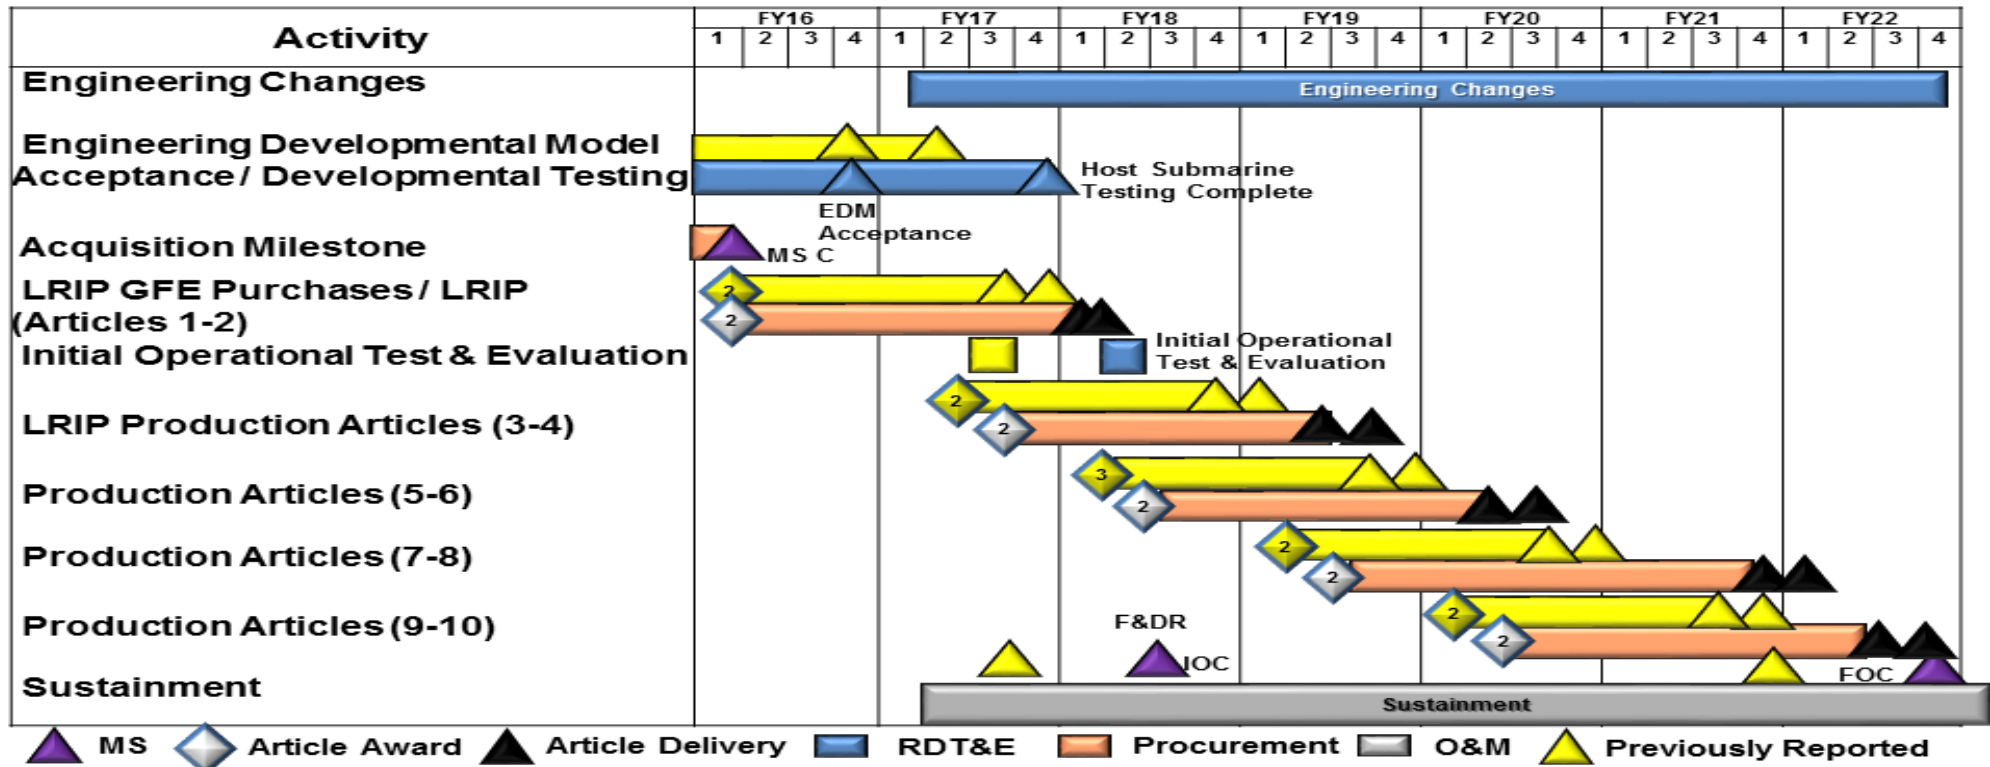 Activity
FY16 FY17 FY18 FY19 FY20 FY21 FY22
1 2 3 4 1 2 3 4 1 2 3 4 1 2 3 4 1 2 3 4 1 2 3 4 1 2 3 4
Engineering Changes
Engineering Changes
Engineering Developmental Model
Acceptance / Developmental Testing
Host Submarine
Testing Complete
EDM
Acceptance
Acquisition Milestone
MS C
LRIP GFE Purchases / LRIP
2
(Articles 1-2)
2
Initial Operational Test & Evaluation
Initial Operational
Test & Evaluation
2
LRIP Production Articles (3-4)
2
3
Production Articles (5-6)
2
2
Production Articles (7-8)
2
2
Production Articles (9-10)
2
F&DR
IOC
FOC
Sustainment
Sustainment
MS Article Award Article Delivery RDT&E Procurement O&M Previously Reported